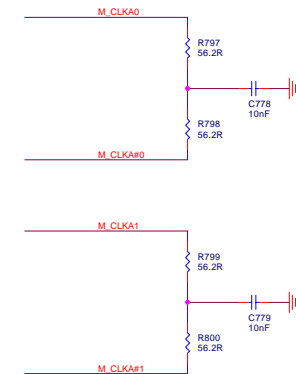 M_CLKA0
R797
56.2R
C778
10nF
R798
56.2R
M_CLKA#0
M_CLKA1
R799
56.2R
C779
10nF
R800
56.2R
M_CLKA#1